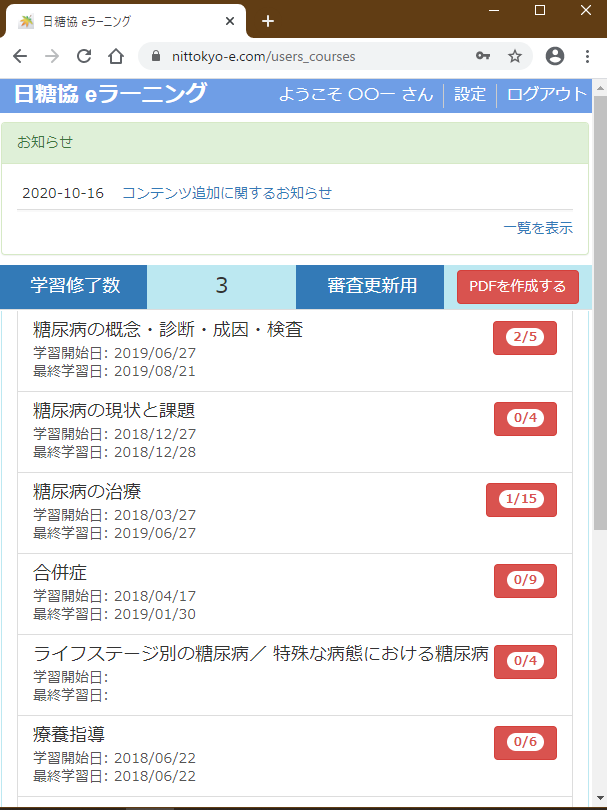 日糖協 eラーニング
nittokyo-e.com/users_courses
日糖協 eラーニング
ようこそ 〇〇ー さん 設定 ログアウト
お知らせ
2020-10-16 コンテンツ追加に関するお知らせ
一覧を表示
学習修了数 3 審査更新用 PDFを作成する
糖尿病の概念・診断・成因・検査 2/5
学習開始日: 2019/06/27
最終学習日: 2019/08/21
糖尿病の現状と課題 0/4
学習開始日: 2018/12/27
最終学習日: 2018/12/28
糖尿病の治療 1/15
学習開始日: 2018/03/27
最終学習日: 2019/06/27
合併症 0/9
学習開始日: 2018/04/17
最終学習日: 2019/01/30
ライフステージ別の糖尿病／ 特殊な病態における糖尿病 0/4
学習開始日:
最終学習日:
療養指導 0/6
学習開始日: 2018/06/22
最終学習日: 2018/06/22